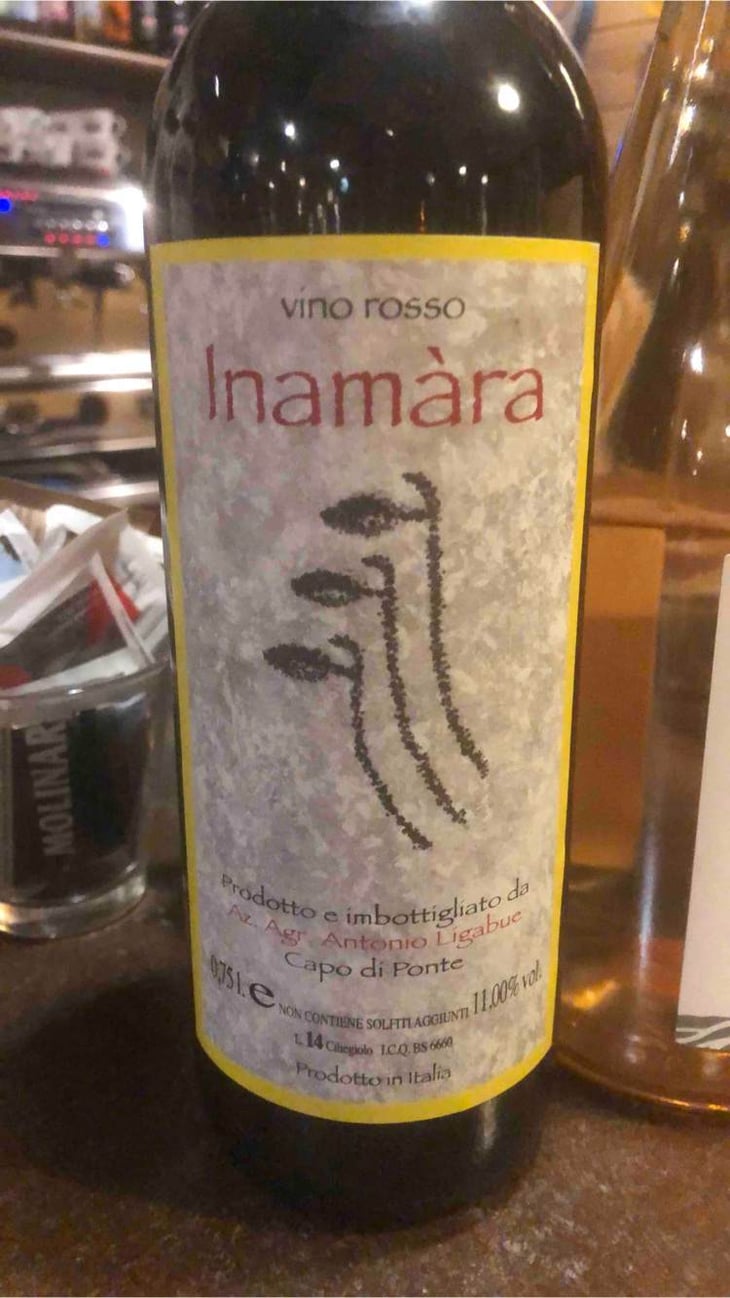 vino rosso
Inamàra
Prodotto e imbottigliato da
Az. Agr. Antonio Ligabue
Capo di Ponte
0,75 l. e NON CONTIENE SOLFITI AGGIUNTI 11,00% vol.
L. 14 Ciliegiolo I.C.Q. BS 6660
Prodotto in Italia
MOLINARI